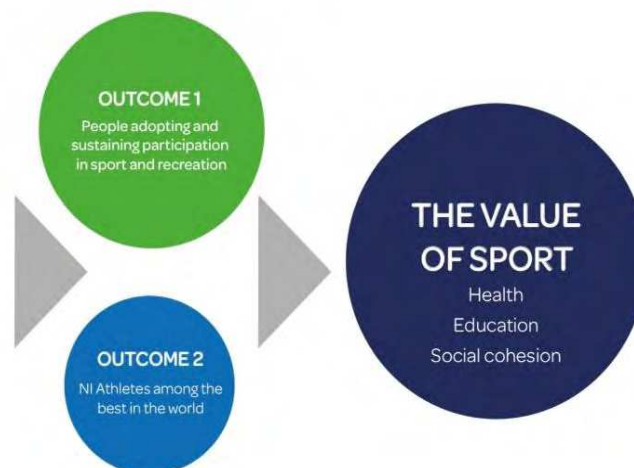 OUTCOME 1
People adopting and
sustaining participation
in sport and recreation
OUTCOME 2
NI Athletes among the
best in the world
THE VALUE
OF SPORT
Health
Education
Social cohesion